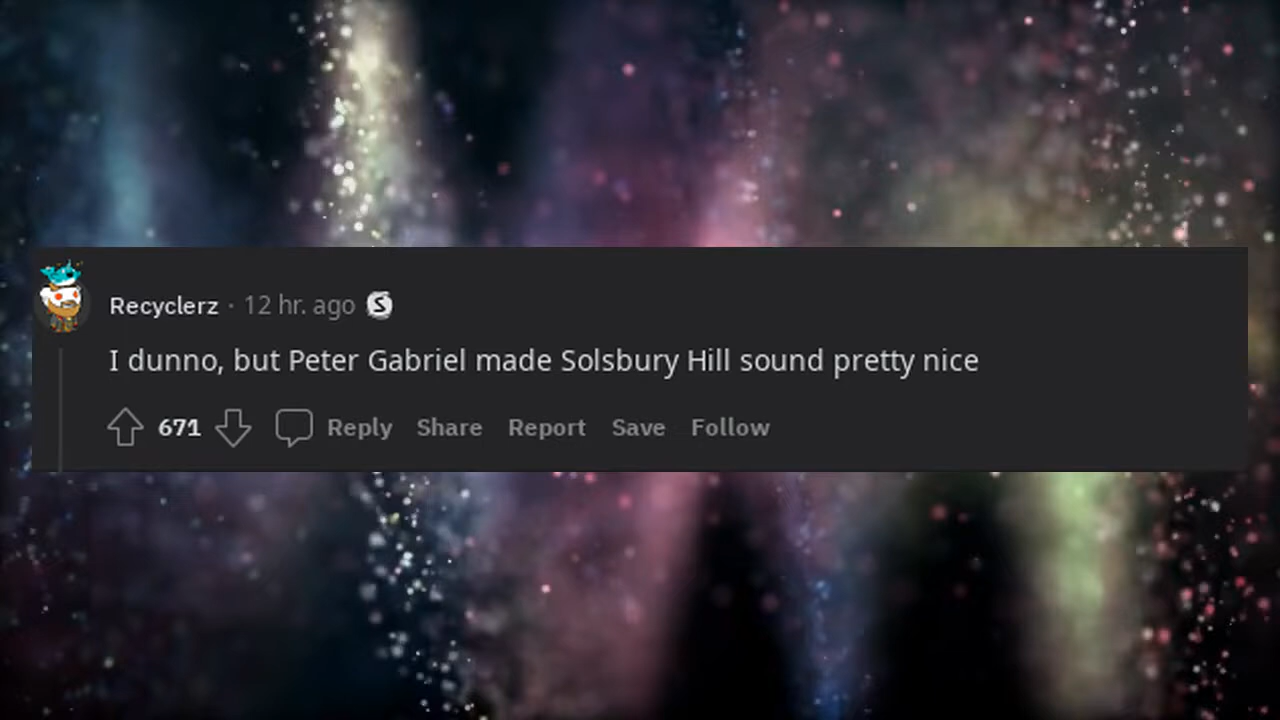 Recyclerz · 12 hr. ago
I dunno, but Peter Gabriel made Solsbury Hill sound pretty nice
671 Reply Share Report Save Follow